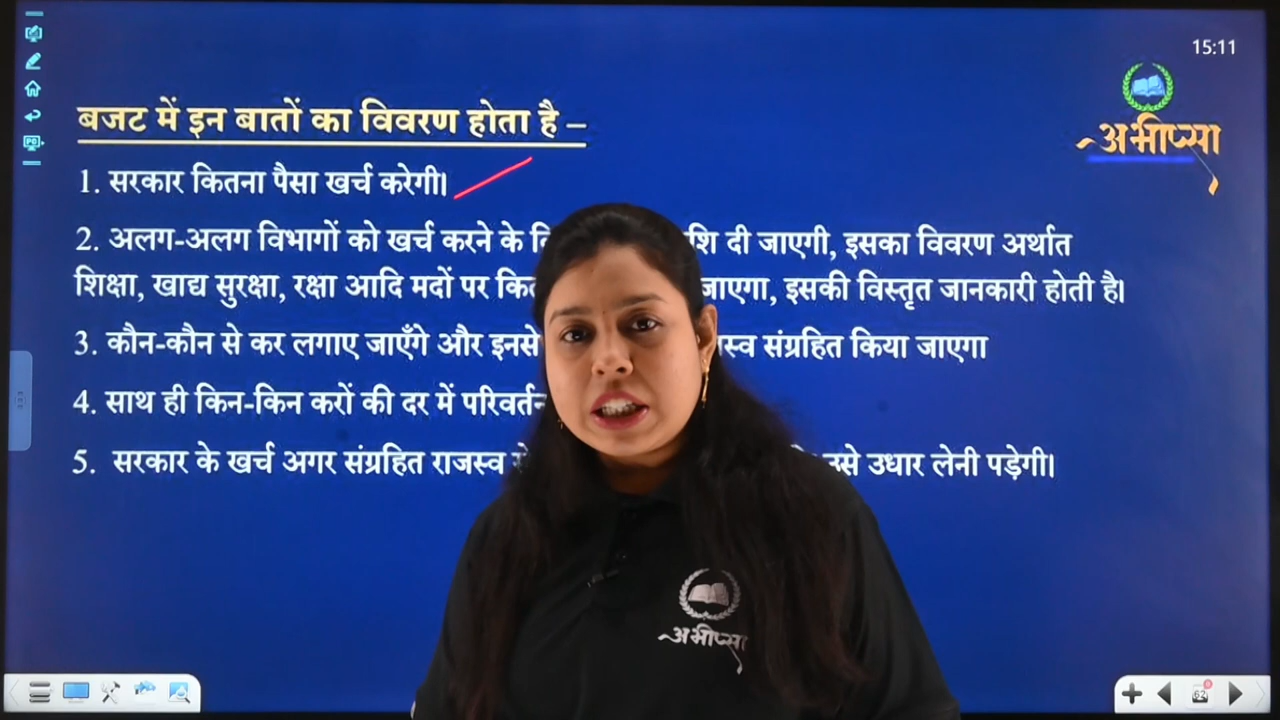 15:11
अभीप्सा
बजट में इन बातों का विवरण होता है –
1. सरकार कितना पैसा खर्च करेगी।
2. अलग-अलग विभागों को खर्च करने के दी जाएगी, इसका विवरण अर्थात
शिक्षा, खाद्य सुरक्षा, रक्षा आदि मदों पर जाएगा, इसकी विस्तृत जानकारी होती है।
3. कौन-कौन से कर लगाए जाएँगे और इनसे संग्रहित किया जाएगा
4. साथ ही किन-किन करों की दर में परिवर्तन
5. सरकार के खर्च अगर संग्रहित राजस्व उसे उधार लेनी पड़ेगी।
अभीप्सा
62